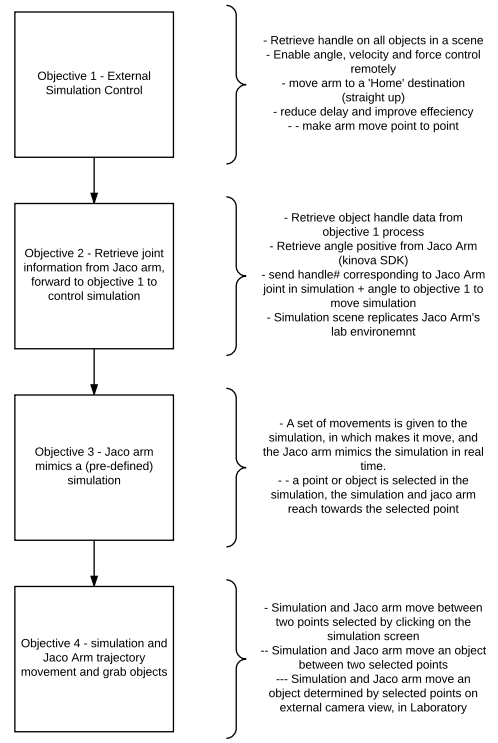 Objective 1 - External
Simulation Control
- Retrieve handle on all objects in a scene
- Enable angle, velocity and force control
remotely
- move arm to a 'Home' destination
(straight up)
- reduce delay and improve effeciency
- - make arm move point to point
Objective 2 - Retrieve joint
information from Jaco arm,
forward to objective 1 to
control simulation
- Retrieve object handle data from
objective 1 process
- Retrieve angle positive from Jaco Arm
(kinova SDK)
- send handle# corresponding to Jaco Arm
joint in simulation + angle to objective 1 to
move simulation
- Simulation scene replicates Jaco Arm's
lab environemnt
Objective 3 - Jaco arm
mimics a (pre-defined)
simulation
- A set of movements is given to the
simulation, in which makes it move, and
the Jaco arm mimics the simulation in real
time.
- - a point or object is selected in the
simulation, the simulation and jaco arm
reach towards the selected point
Objective 4 - simulation and
Jaco Arm trajectory
movement and grab objects
- Simulation and Jaco arm move between
two points selected by clicking on the
simulation screen
-- Simulation and Jaco arm move an object
between two selected points
--- Simulation and Jaco arm move an
object determined by selected points on
external camera view, in Laboratory